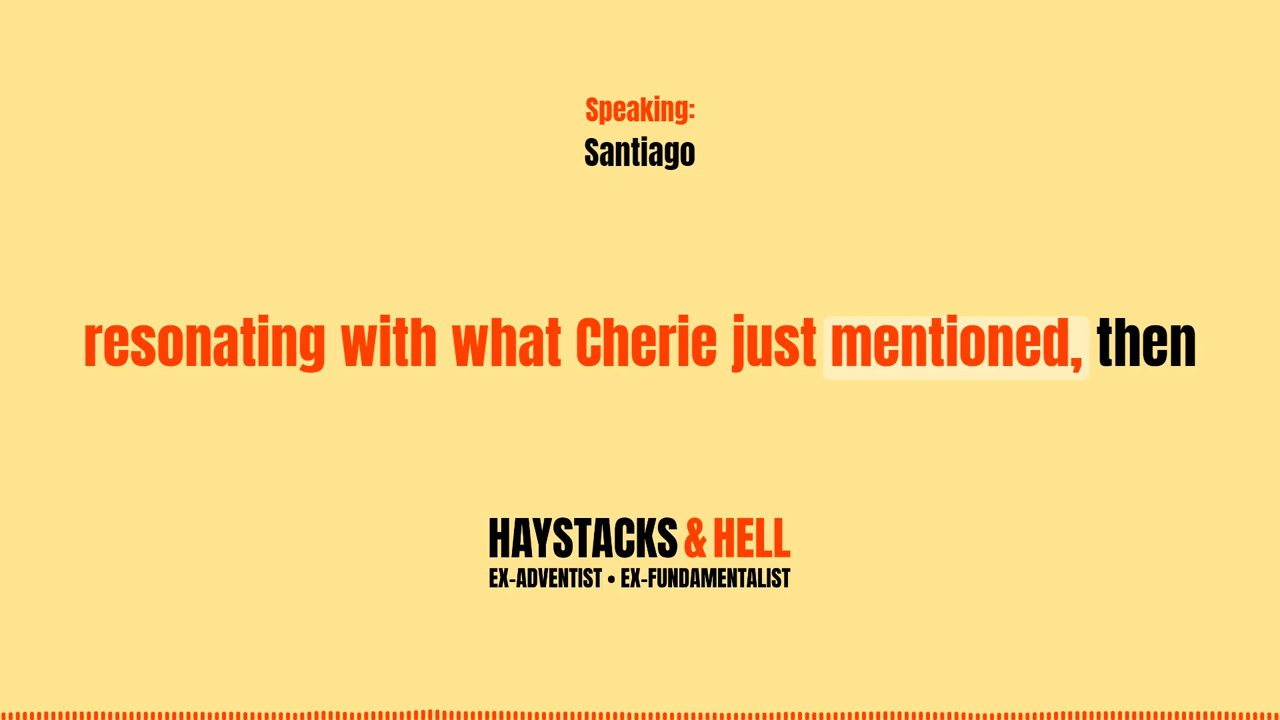 Speaking:
Santiago
resonating with what Cherie just mentioned, then
HAYSTACKS & HELL
EX-ADVENTIST • EX-FUNDAMENTALIST